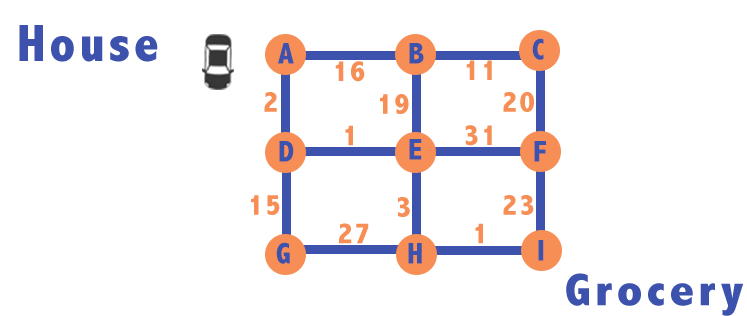 House
A B C
16 11
2 19 20
D 1 E 31 F
15 3 23
27 1
G H I
Grocery